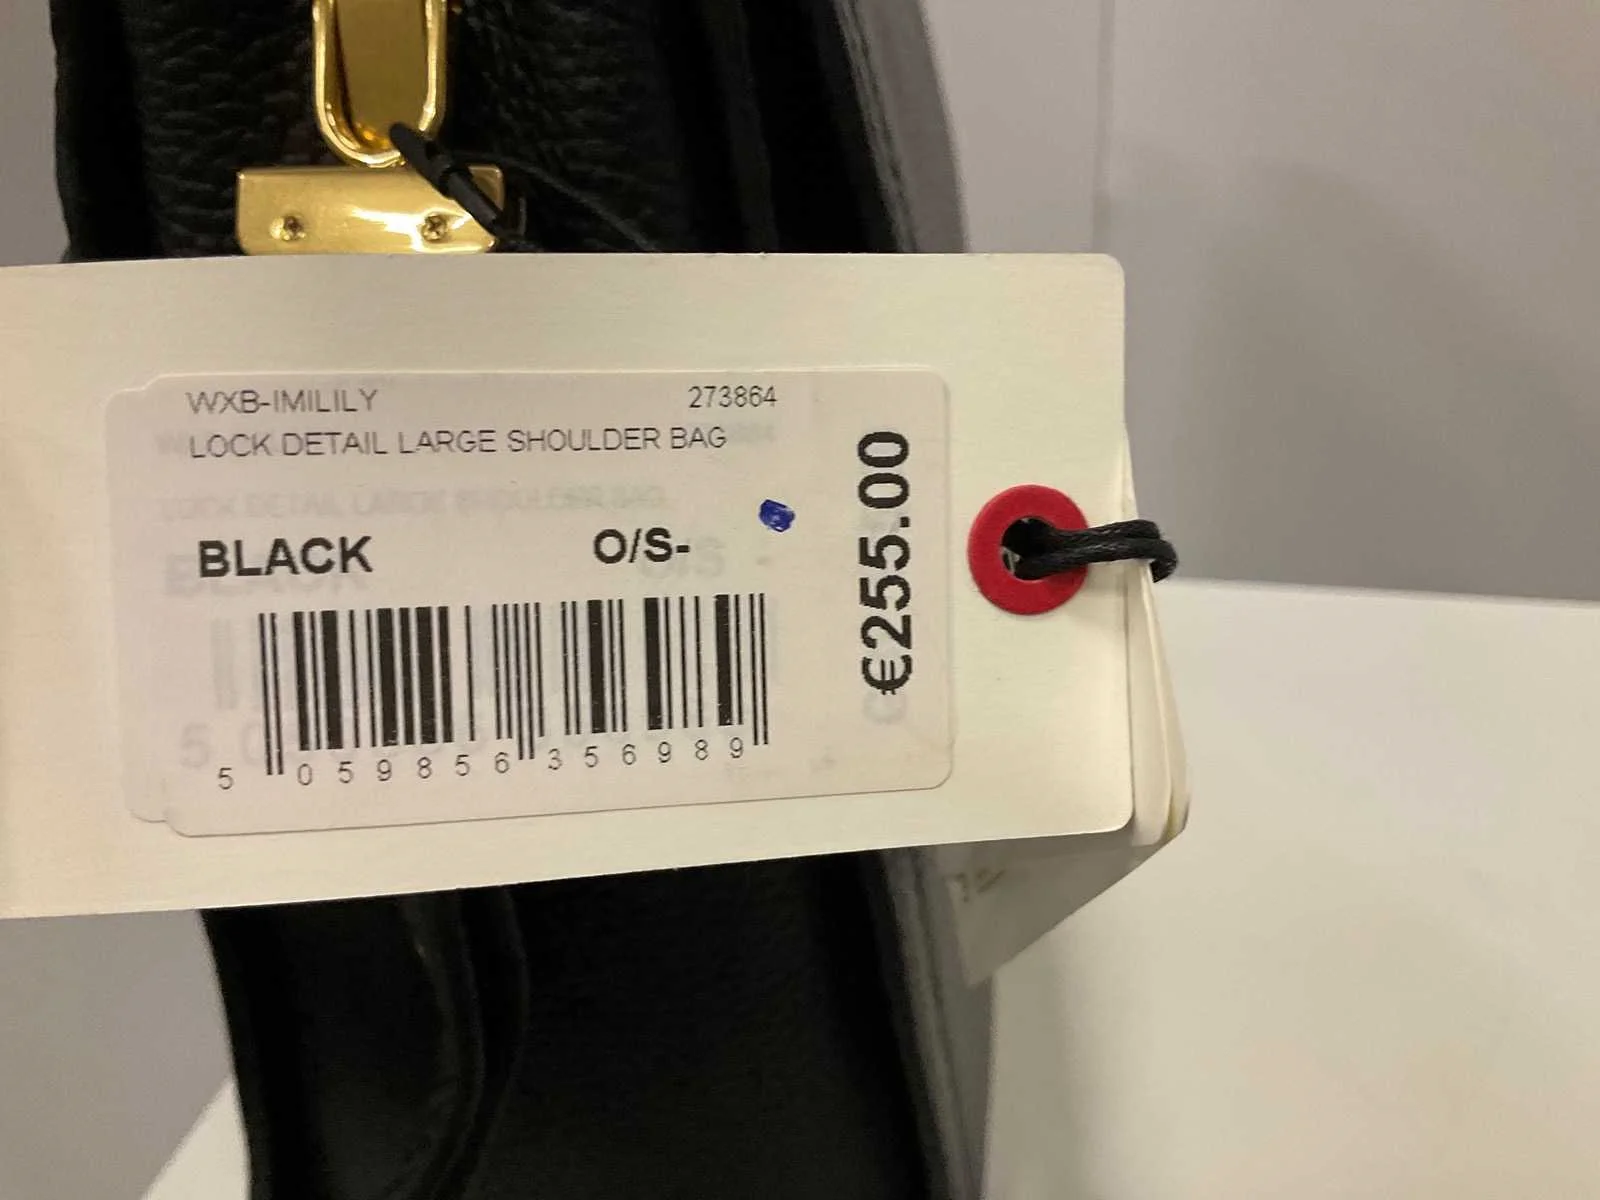 WXB-IMILILY 273864
LOCK DETAIL LARGE SHOULDER BAG
BLACK O/S-
€255.00
5 059856 356989